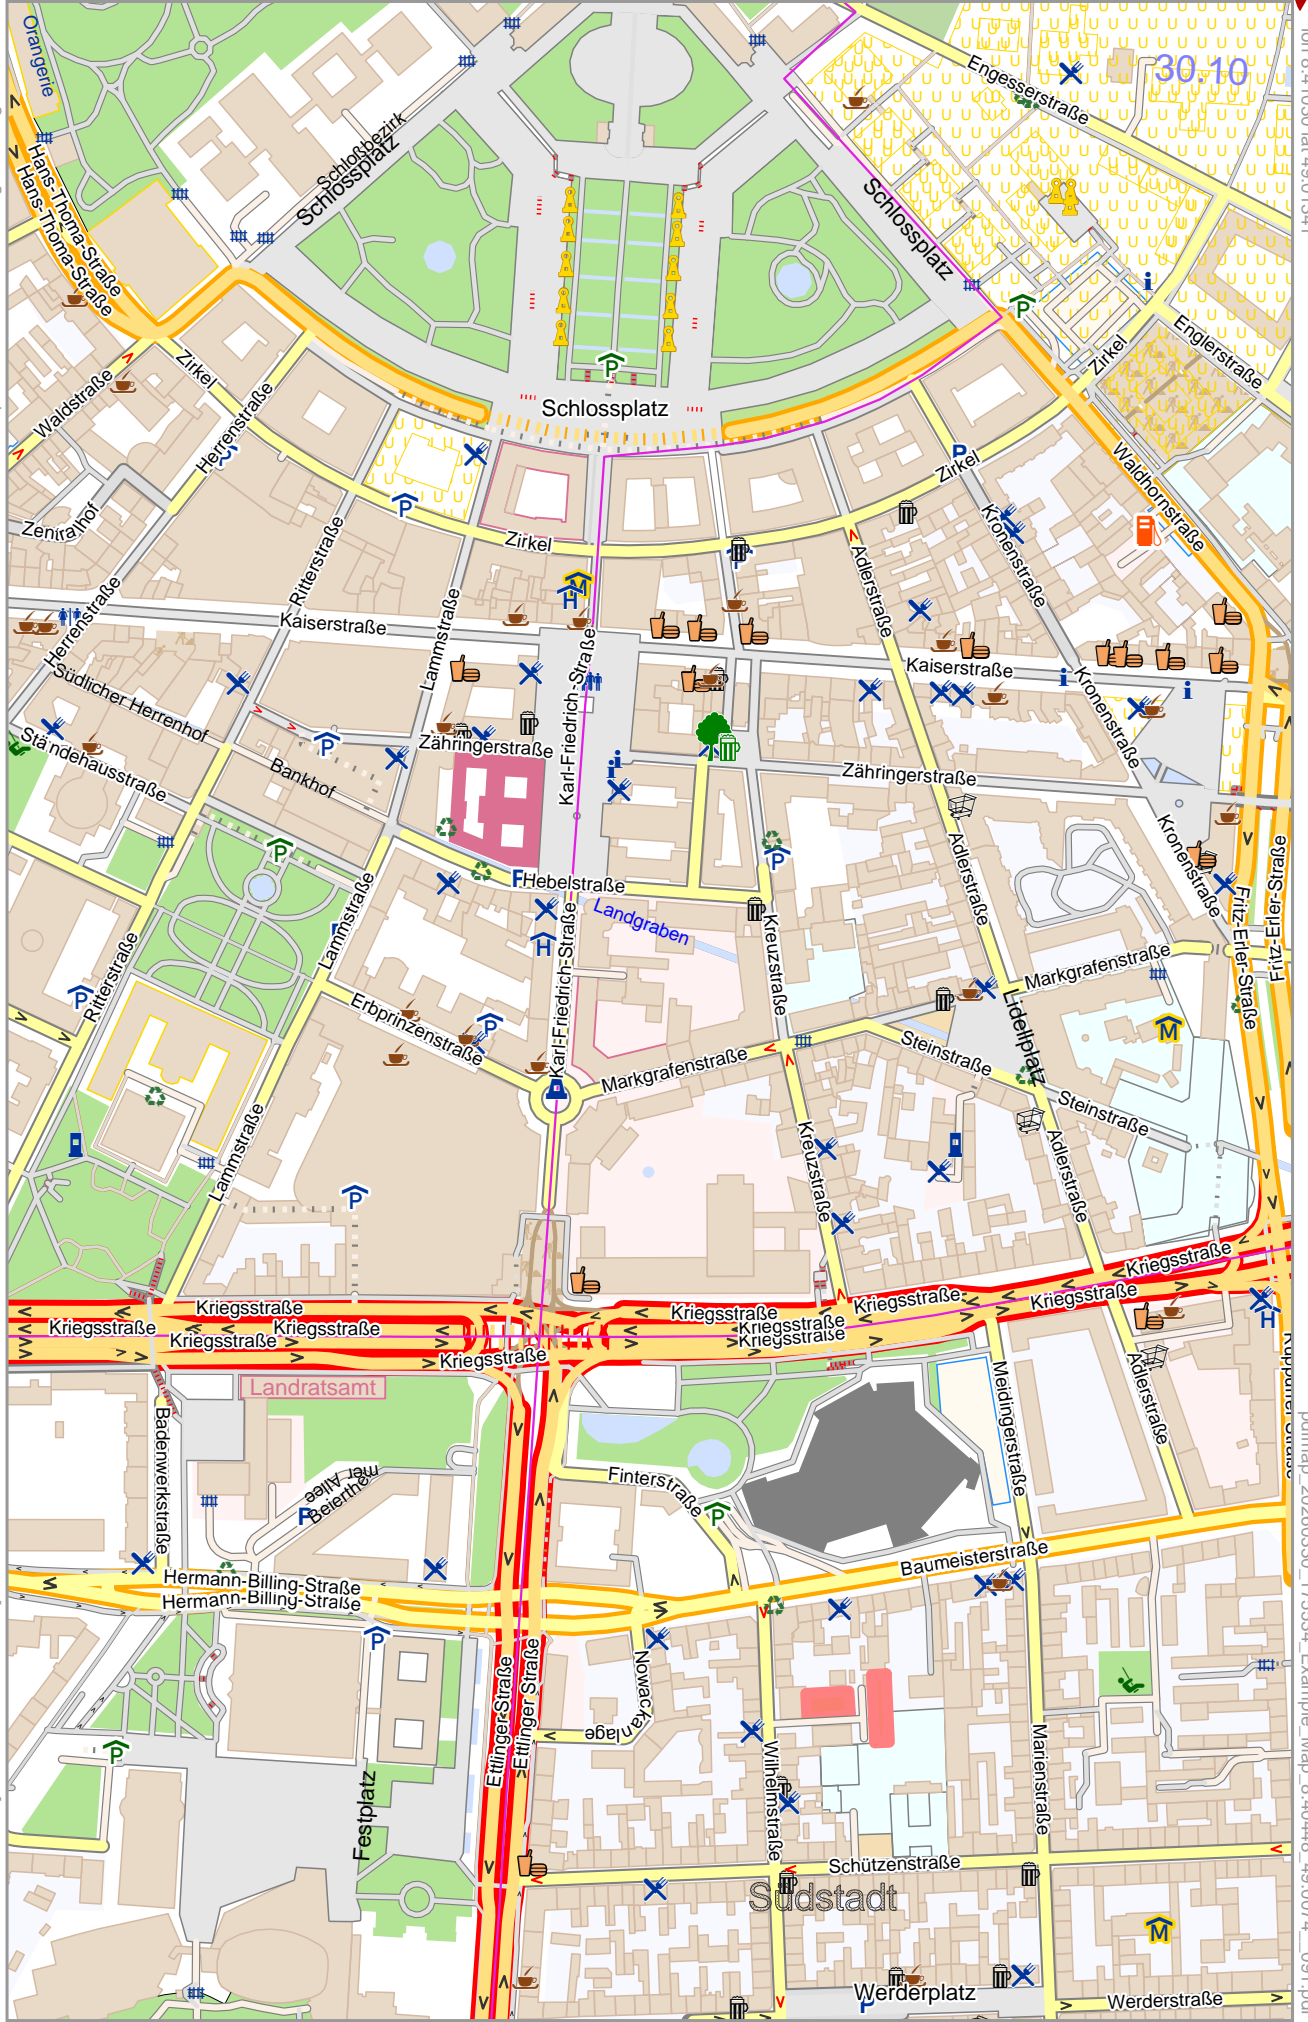 Orangerie
Engesserstraße
30.10
Schloßbezirk
Schlossplatz
Hans-Thoma-Straße
Hans-Thoma-Straße
Schlossplatz
Englerstraße
Zirkel
Zirkel
Waldstraße
Herrenstraße
Schlossplatz
Waldhornstraße
Zirkel
Zirkel
Kronenstraße
Adlerstraße
Ritterstraße
Herrenstraße
Kaiserstraße
Lammstraße
Karl-Friedrich-Straße
Kaiserstraße
Kronenstraße
Südlicher Herrenhof
Ständehausstraße
Bankhof
Zähringerstraße
Zähringerstraße
Adlerstraße
Kronenstraße
Fritz-Erler-Straße
Fritz-Erler-Straße
Hebelstraße
Landgraben
Lammstraße
Karl-Friedrich-Straße
Kreuzstraße
Ritterstraße
Markgrafenstraße
Lidellplatz
Erbprinzenstraße
Markgrafenstraße
Steinstraße
Steinstraße
Lammstraße
Kreuzstraße
Adlerstraße
Kriegsstraße
Kriegsstraße
Kriegsstraße
Kriegsstraße
Kriegsstraße
Kriegsstraße
Kriegsstraße
Kriegsstraße
Kriegsstraße
Kriegsstraße
Kriegsstraße
Landratsamt
Badenwerkstraße
Beiertheimer Allee
Finterstraße
Meidingerstraße
Adlerstraße
Baumeisterstraße
Hermann-Billing-Straße
Hermann-Billing-Straße
Ettlinger-Straße
Ettlinger Straße
Nowackanlage
Wilhelmstraße
Marienstraße
Festplatz
Schützenstraße
Südstadt
Werderplatz
Werderstraße